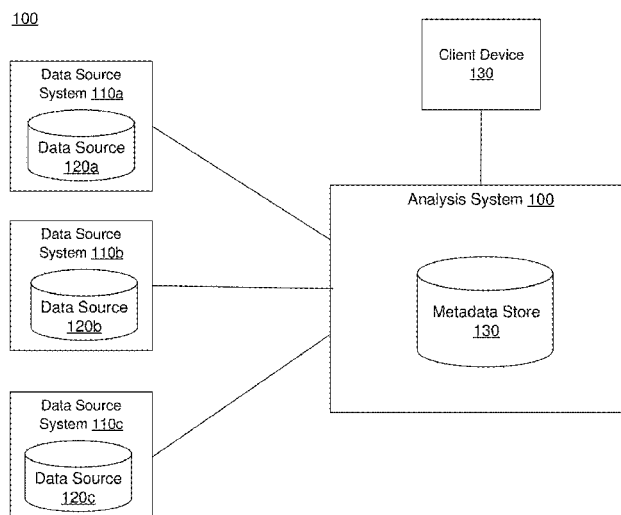 100
Data Source
System 110a
Data Source
120a
Data Source
System 110b
Data Source
120b
Data Source
System 110c
Data Source
120c
Client Device
130
Analysis System 100
Metadata Store
130